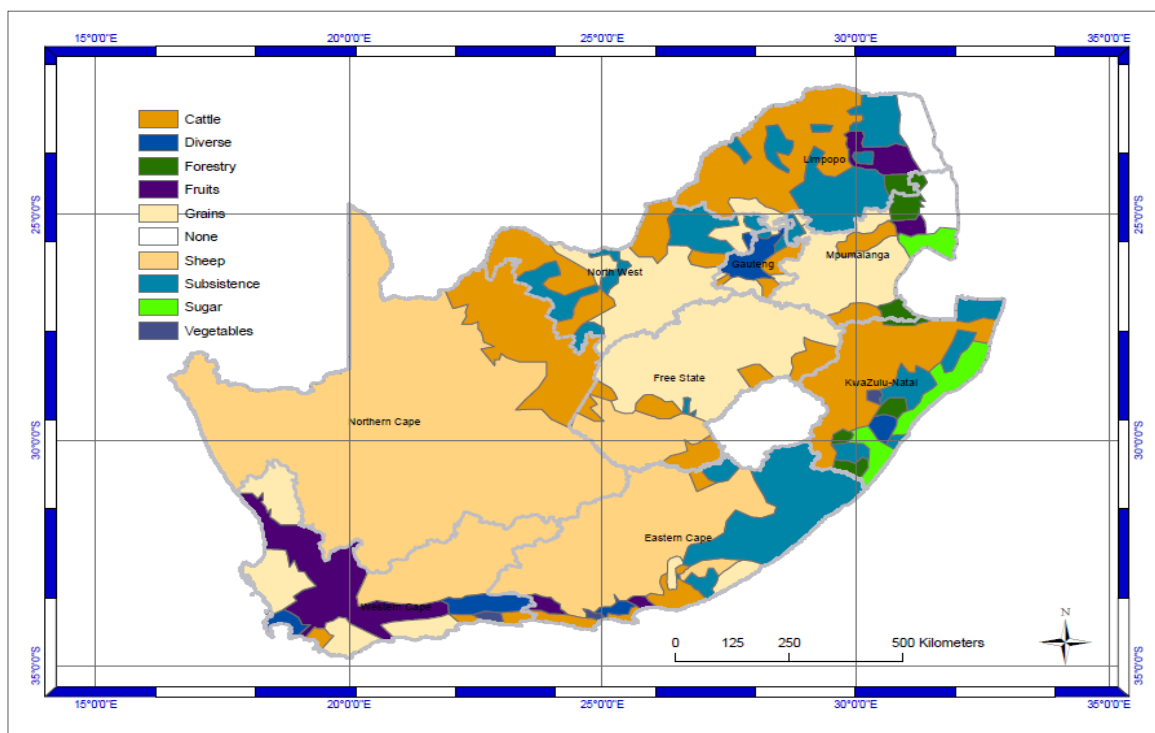 15°0'0"E 20°0'0"E 25°0'0"E 30°0'0"E 35°0'0"E
Cattle
Diverse
Forestry
Fruits
Grains
None
Sheep
Subsistence
Sugar
Vegetables
Limpopo
25°0'0"S 25°0'0"S
Mpumalanga
Gauteng
North West
Free State
KwaZulu-Natal
Northern Cape
30°0'0"S 30°0'0"S
Eastern Cape
Western Cape
N
0 125 250 500 Kilometers
35°0'0"S 35°0'0"S
15°0'0"E 20°0'0"E 25°0'0"E 30°0'0"E 35°0'0"E